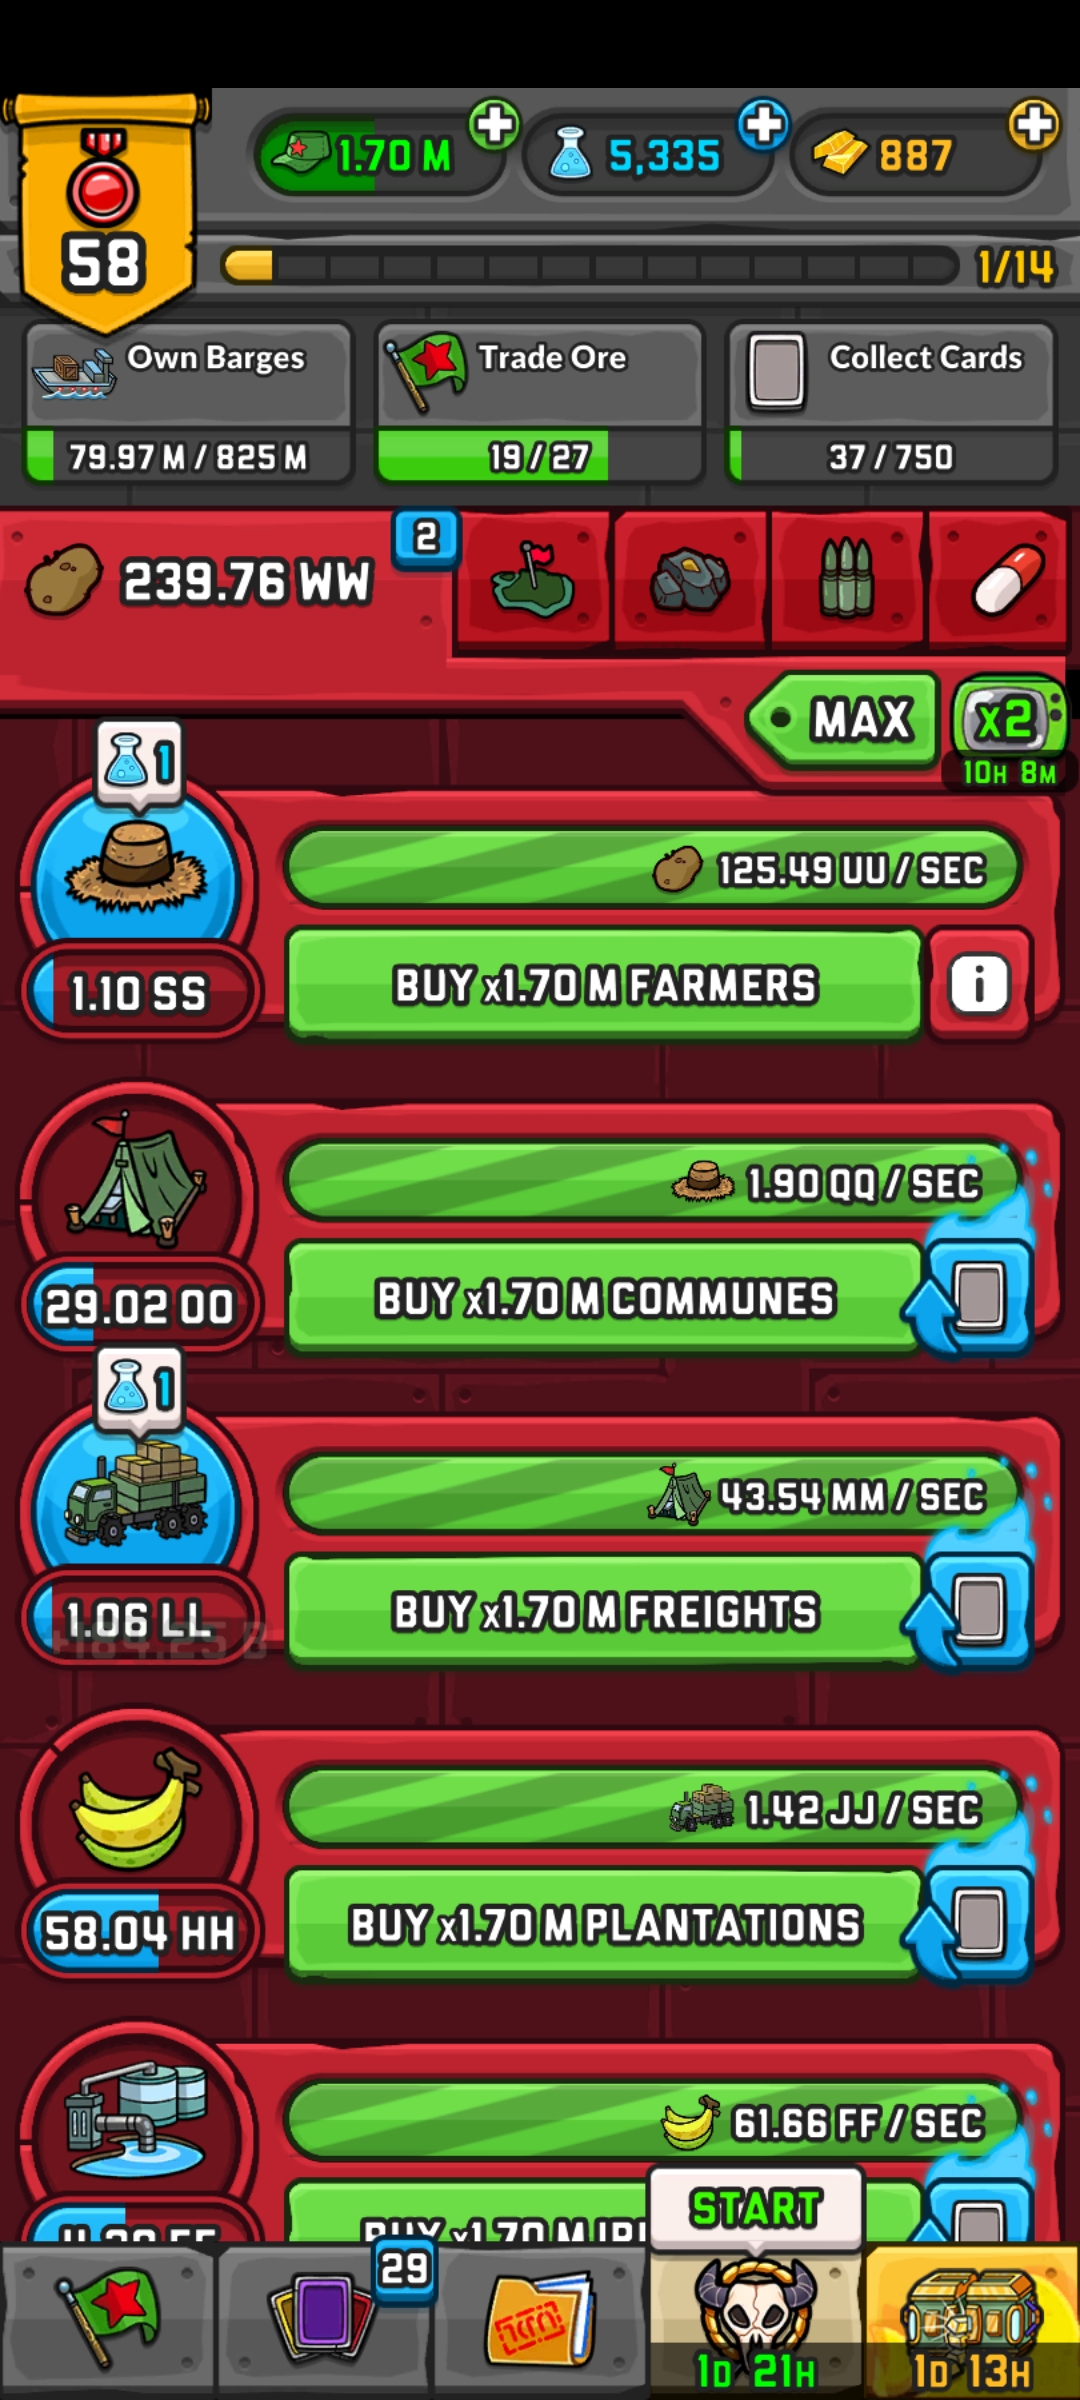 1.70 M
5,335
887
58
1/14
Own Barges
79.97 M / 825 M
Trade Ore
19 / 27
Collect Cards
37 / 750
239.76 WW
2
MAX
x2
10H 8M
1
125.49 UU / SEC
1.10 SS
BUY x1.70 M FARMERS
i
1.90 QQ / SEC
29.02 OO
BUY x1.70 M COMMUNES
1
43.54 MM / SEC
1.06 LL
BUY x1.70 M FREIGHTS
1.42 JJ / SEC
58.04 HH
BUY x1.70 M PLANTATIONS
61.66 FF / SEC
BUY x1.70 M
START
29
1D 21H
1D 13H